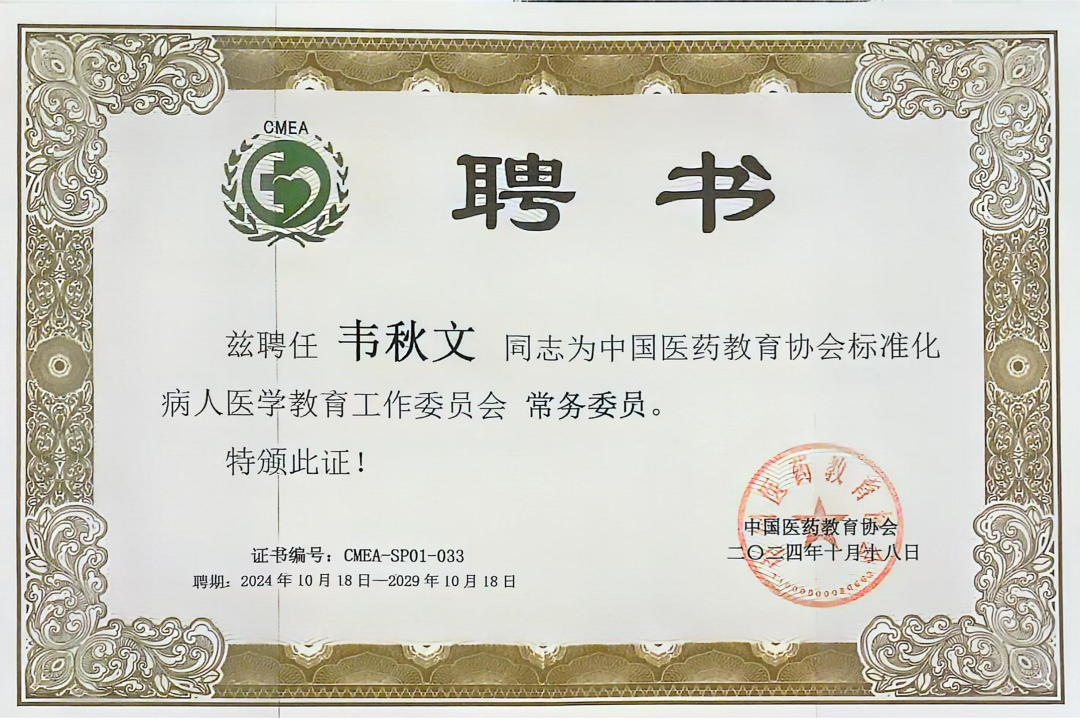 CMEA
聘书
兹聘任 韦秋文 同志为中国医药教育协会标准化
病人医学教育工作委员会 常务委员。
特颁此证！
中国医药教育协会
二〇二四年十月十八日
证书编号：CMEA-SP01-033
聘期：2024年10月18日—2029年10月18日